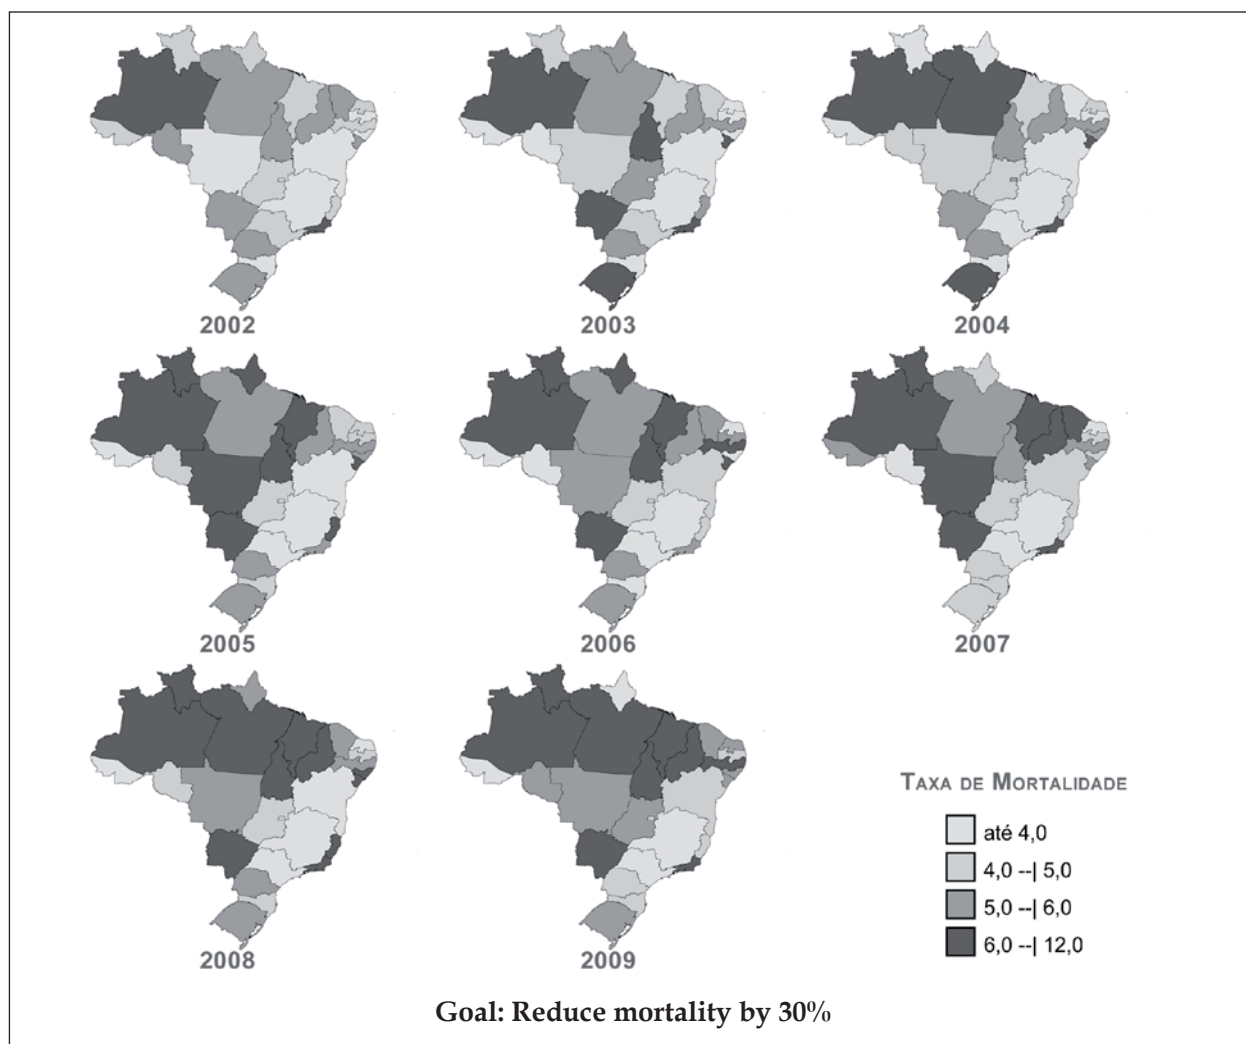 2002
2003
2004
2005
2006
2007
2008
2009
TAXA DE MORTALIDADE
até 4,0
4,0 --| 5,0
5,0 --| 6,0
6,0 --| 12,0
Goal: Reduce mortality by 30%